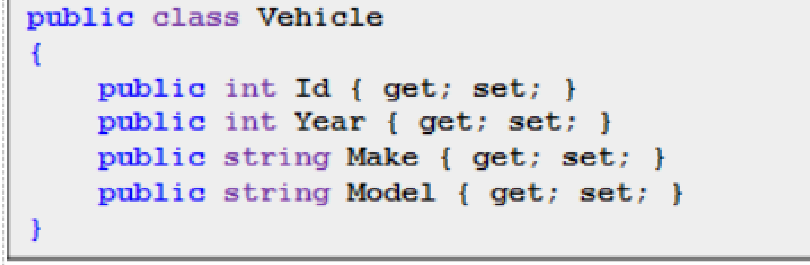 public class Vehicle
{
    public int Id { get; set; }
    public int Year { get; set; }
    public string Make { get; set; }
    public string Model { get; set; }
}